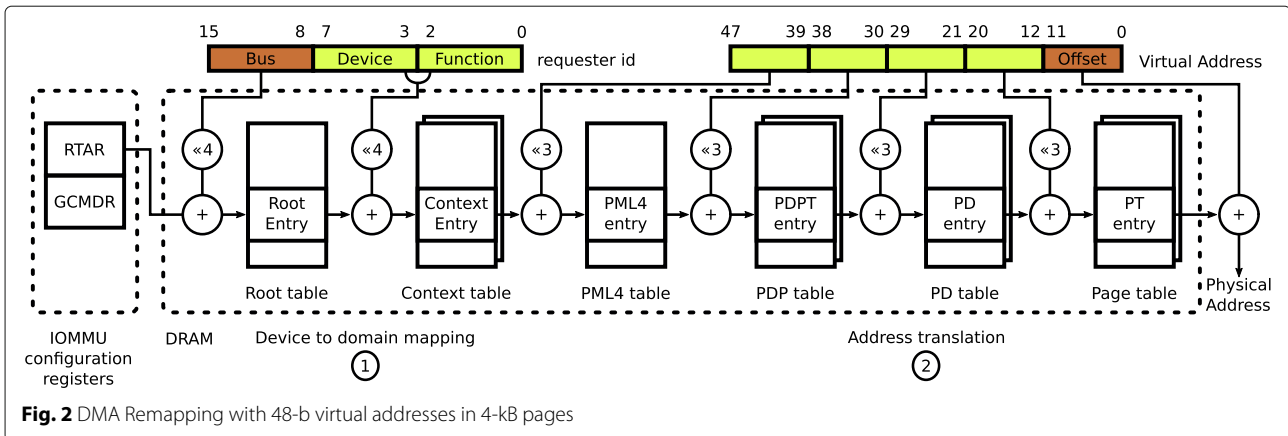 15 8 7 3 2 0 47 39 38 30 29 21 20 12 11 0
Bus Device Function requester id Offset Virtual Address
RTAR «4 «4 «3 «3 «3 «3
GCMDR + Root Entry + Context Entry + PML4 entry + PDPT entry + PD entry + PT entry +
Root table Context table PML4 table PDP table PD table Page table Physical Address
IOMMU configuration registers DRAM Device to domain mapping Address translation
1 2
Fig. 2 DMA Remapping with 48-b virtual addresses in 4-kB pages